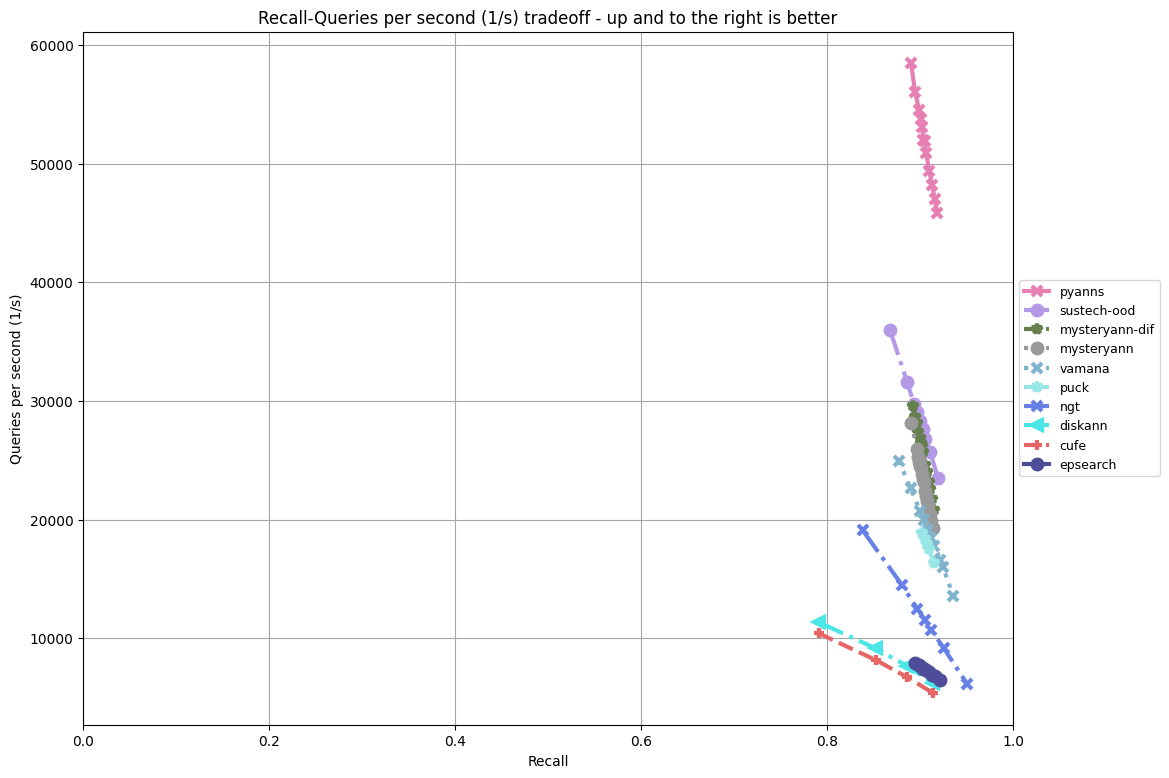 Recall-Queries per second (1/s) tradeoff - up and to the right is better
60000
50000
40000
30000
20000
10000
Queries per second (1/s)
0.0
0.2
0.4
0.6
0.8
1.0
Recall
pyanns
sustech-ood
mysteryann-dif
mysteryann
vamana
puck
ngt
diskann
cufe
epsearch